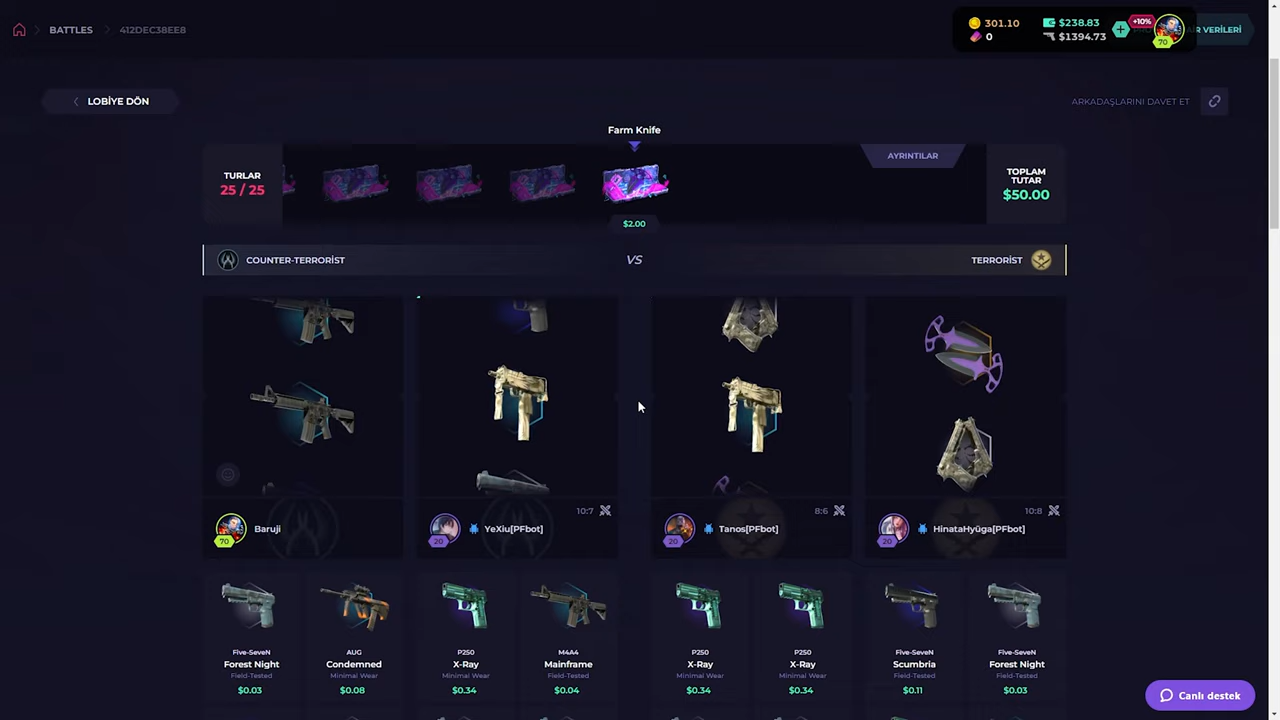 BATTLES
412DEC38EE8
301.10
0
$238.83
$1394.73
+10%
70
AİR VERİLERİ
LOBİYE DÖN
ARKADAŞLARINI DAVET ET
Farm Knife
TURLAR
25 / 25
AYRINTILAR
TOPLAM
TUTAR
$50.00
$2.00
COUNTER-TERRORİST
VS
TERRORİST
10:7
8:6
10:8
Baruji
70
YeXiu[PFbot]
20
Tanos[PFbot]
20
HinataHyūga[PFbot]
20
Five-SeveN
Forest Night
Field-Tested
$0.03
AUG
Condemned
Minimal Wear
$0.08
P250
X-Ray
Minimal Wear
$0.34
M4A4
Mainframe
Field-Tested
$0.04
P250
X-Ray
Minimal Wear
$0.34
P250
X-Ray
Minimal Wear
$0.34
Five-SeveN
Scumbria
Field-Tested
$0.11
Five-SeveN
Forest Night
Field-Tested
$0.03
Canlı destek